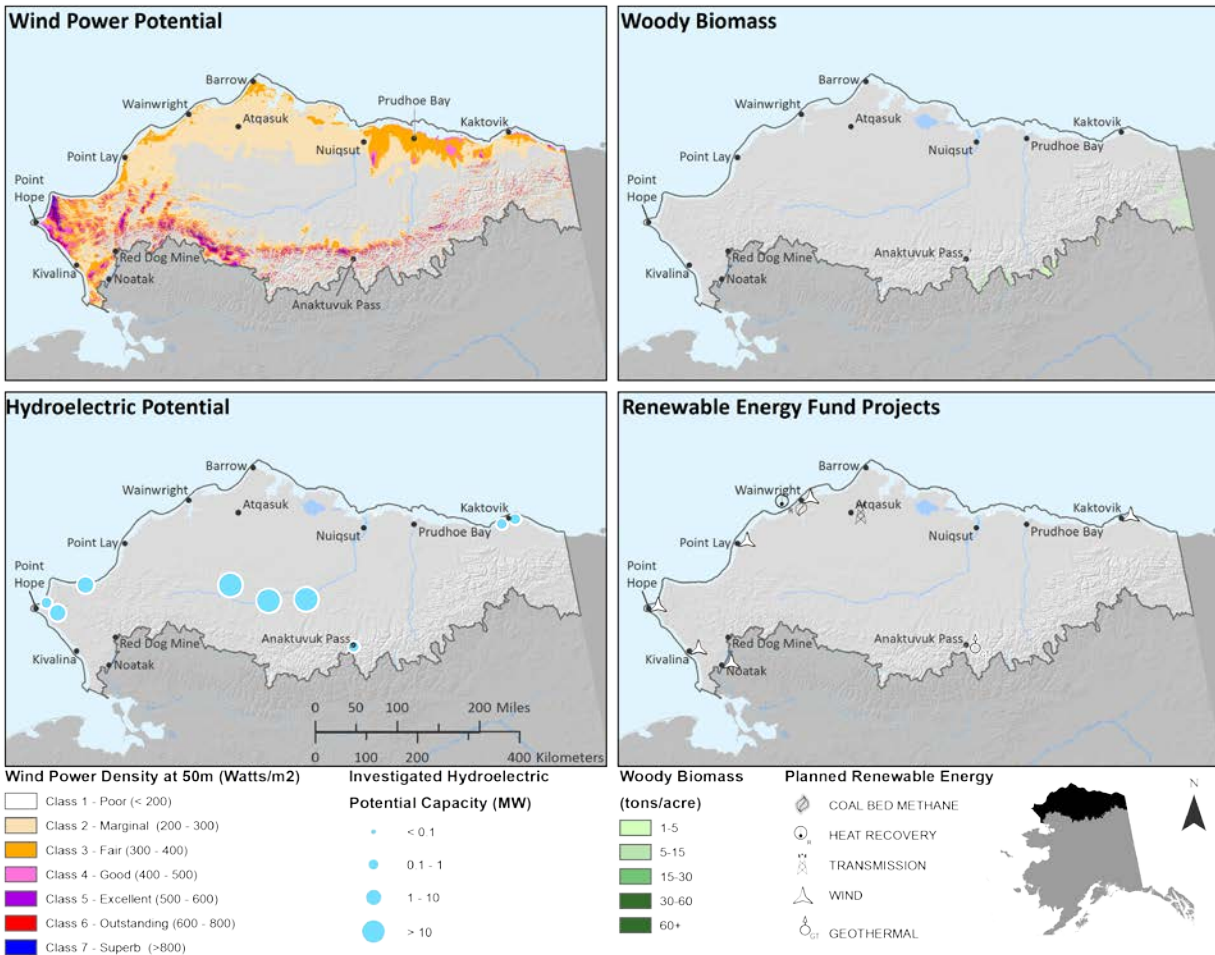 Wind Power Potential
Barrow
Wainwright
Prudhoe Bay
Atqasuk
Kaktovik
Nuiqsut
Point Lay
Point
Hope
Red Dog Mine
Kivalina
Noatak
Anaktuvuk Pass
Woody Biomass
Barrow
Wainwright
Atqasuk
Kaktovik
Nuiqsut
Prudhoe Bay
Point Lay
Point
Hope
Anaktuvuk Pass
Red Dog Mine
Kivalina
Noatak
Hydroelectric Potential
Barrow
Wainwright
Atqasuk
Kaktovik
Nuiqsut
Prudhoe Bay
Point Lay
Point
Hope
Anaktuvuk Pass
Red Dog Mine
Kivalina
Noatak
0 50 100 200 Miles
0 100 200 400 Kilometers
Renewable Energy Fund Projects
Barrow
Wainwright
R
Atqasuk
Kaktovik
Nuiqsut
Prudhoe Bay
Point Lay
Point
Hope
Anaktuvuk Pass
GT
Red Dog Mine
Kivalina
Noatak
Wind Power Density at 50m (Watts/m2)
Class 1 - Poor (< 200)
Class 2 - Marginal (200 - 300)
Class 3 - Fair (300 - 400)
Class 4 - Good (400 - 500)
Class 5 - Excellent (500 - 600)
Class 6 - Outstanding (600 - 800)
Class 7 - Superb (>800)
Investigated Hydroelectric
Potential Capacity (MW)
< 0.1
0.1 - 1
1 - 10
> 10
Woody Biomass
(tons/acre)
1-5
5-15
15-30
30-60
60+
Planned Renewable Energy
COAL BED METHANE
R
HEAT RECOVERY
TRANSMISSION
WIND
GT
GEOTHERMAL
N